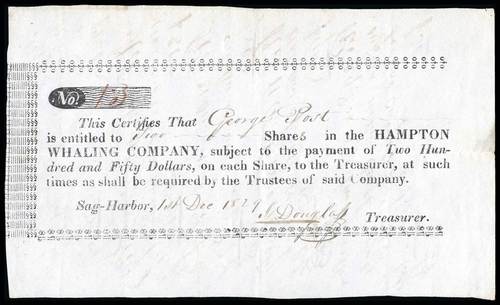 No. 13
This Certifies That George Post
is entitled to Two Shares in the HAMPTON
WHALING COMPANY, subject to the payment of Two Hun-
dred and Fifty Dollars, on each Share, to the Treasurer, at such
times as shall be required by the Trustees of said Company.
Sag-Harbor, 1st Dec 1829 S Douglass Treasurer.